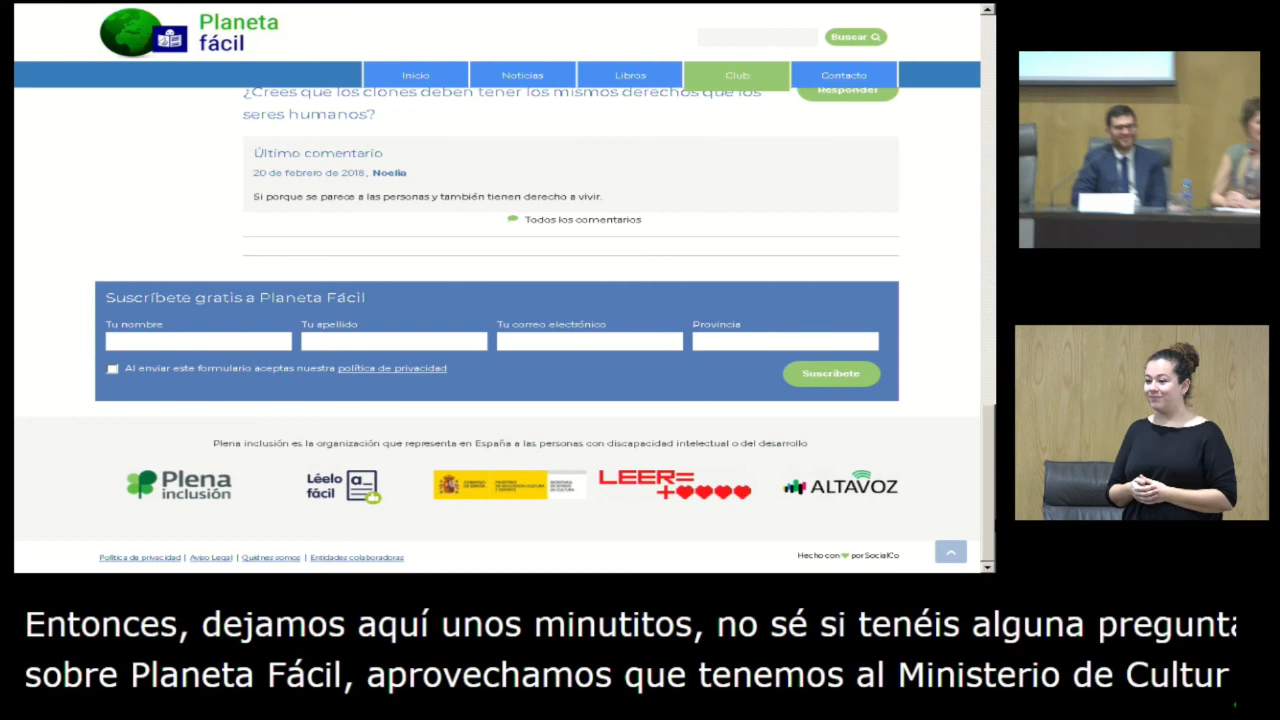 Planeta
fácil
Buscar
Inicio
Noticias
Libros
Club
Contacto
¿Crees que los clones deben tener los mismos derechos que los
seres humanos?
Responder
Último comentario
20 de febrero de 2018, Noelia
Si porque se parece a las personas y también tienen derecho a vivir.
Todos los comentarios
Suscríbete gratis a Planeta Fácil
Tu nombre
Tu apellido
Tu correo electrónico
Provincia
Al enviar este formulario aceptas nuestra política de privacidad
Suscríbete
Plena inclusión es la organización que representa en España a las personas con discapacidad intelectual o del desarrollo
Plena
inclusión
Léelo
fácil
a_
LEER=
+
ALTAVOZ
Política de privacidad | Aviso Legal | Quiénes somos | Entidades colaboradoras
Hecho con por SocialCo
Entonces, dejamos aquí unos minutitos, no sé si tenéis alguna pregunta
sobre Planeta Fácil, aprovechamos que tenemos al Ministerio de Cultur